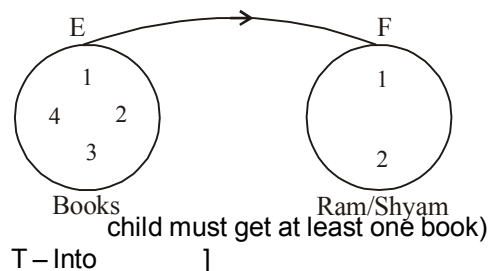 E F
1 1
4 2
3 2
Books Ram/Shyam
child must get at least one book)
T – Into ]